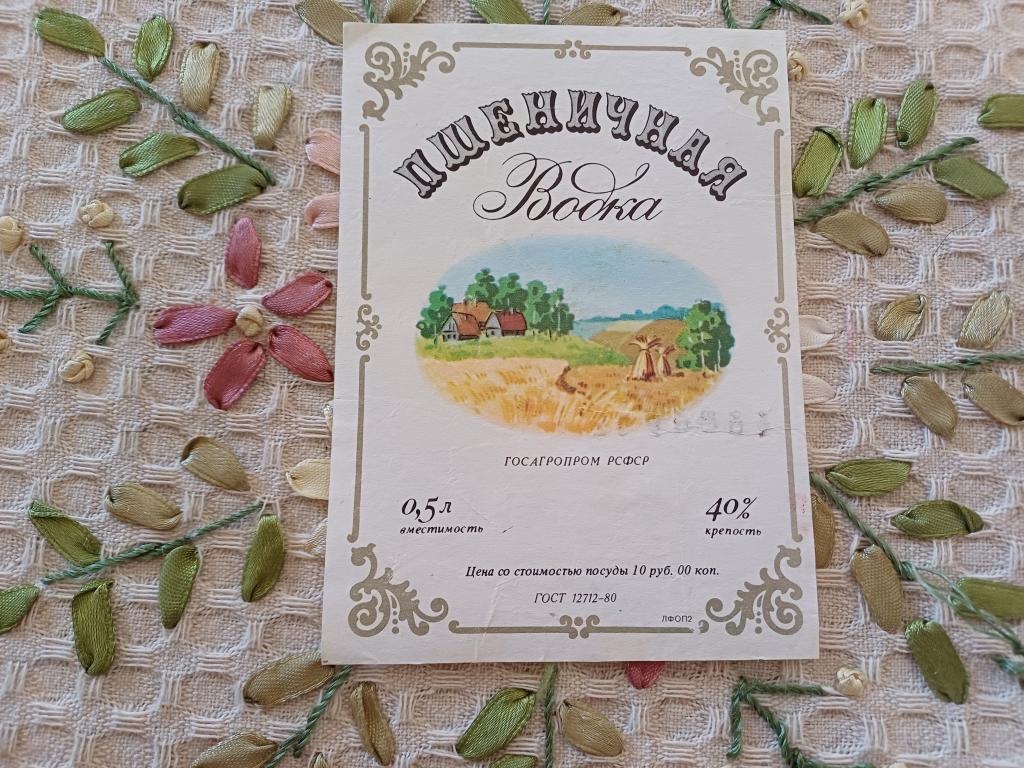 ПШЕНИЧНАЯ
Водка
ГОСАГРОПРОМ РСФСР
0,5 л
вместимость
40%
крепость
Цена со стоимостью посуды 10 руб. 00 коп.
ГОСТ 12712-80
ЛФОП2